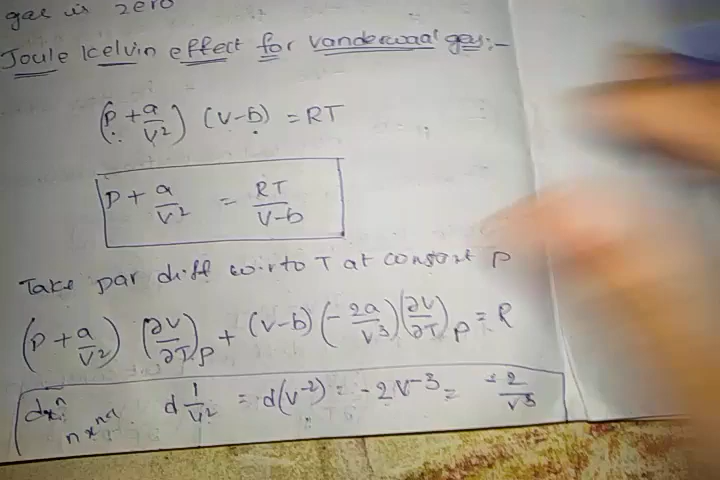 gas is zero
Joule Kelvin effect for vanderwaal gas:-
(P + a/V²) (V-b) = RT
P + a/V² = RT/V-b
Take par diff w.r.to T at constant P
(P + a/V²) (∂V/∂T)P + (V-b) (-2a/V³) (∂V/∂T)P = R
d 1/V² = d(V⁻²) = -2V⁻³ = -2/V³